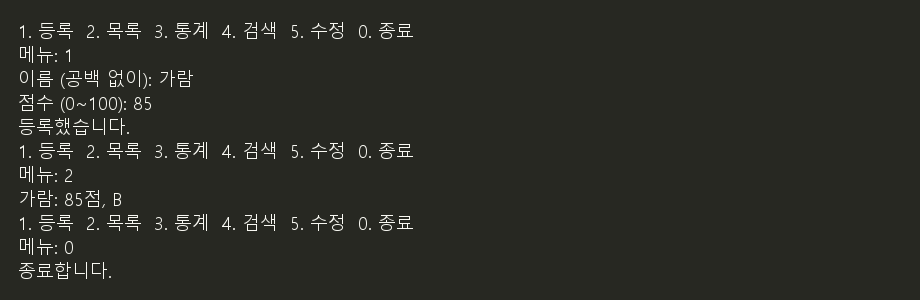 1. 등록  2. 목록  3. 통계  4. 검색  5. 수정  0. 종료
메뉴: 1
이름 (공백 없이): 가람
점수 (0~100): 85
등록했습니다.
1. 등록  2. 목록  3. 통계  4. 검색  5. 수정  0. 종료
메뉴: 2
가람: 85점, B
1. 등록  2. 목록  3. 통계  4. 검색  5. 수정  0. 종료
메뉴: 0
종료합니다.